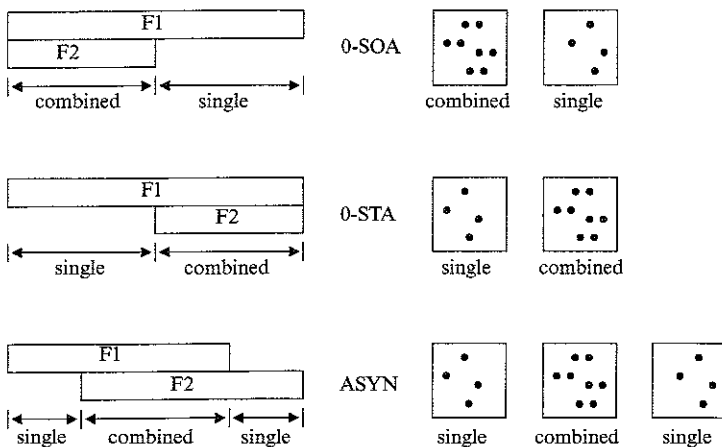 F1
F2
combined single
0-SOA
combined single
F1
F2
single combined
0-STA
single combined
F1
F2
single combined single
ASYN
single combined single